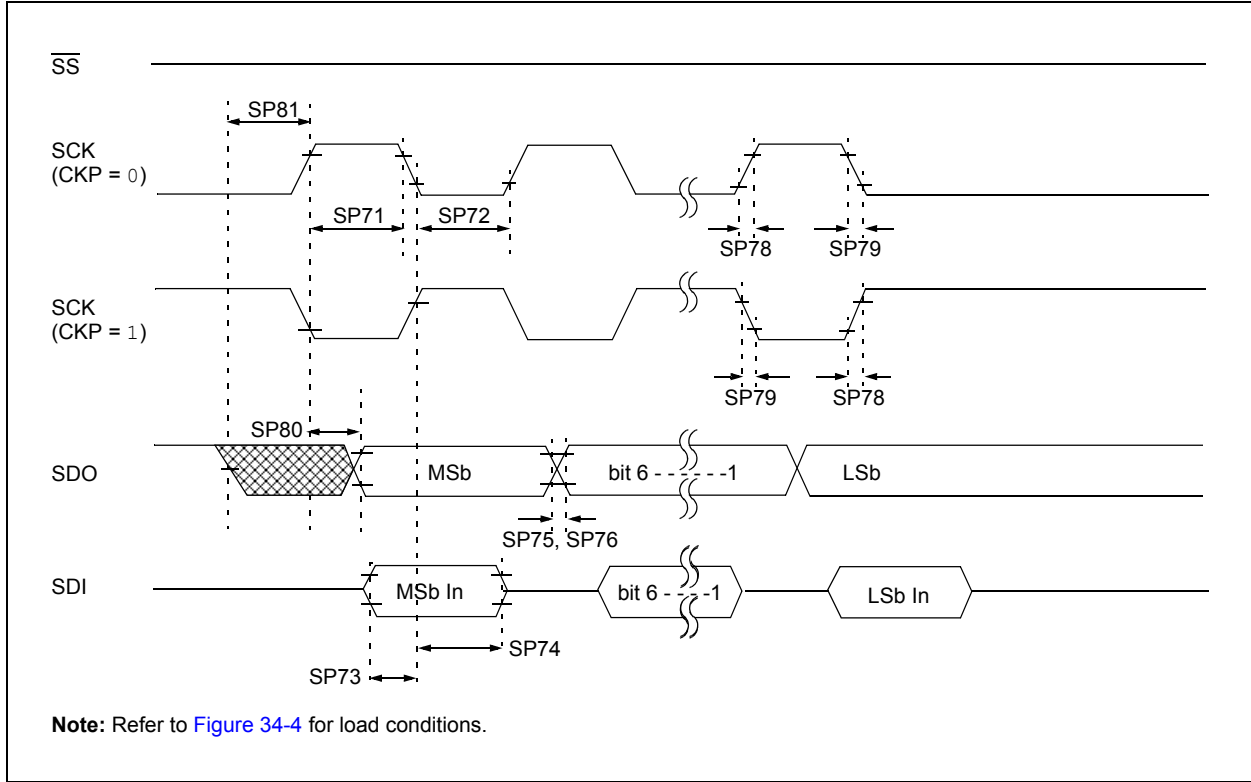 SS
SP81
SCK
(CKP = 0)
SP71
SP72
SP78
SP79
SCK
(CKP = 1)
SP79
SP78
SP80
SDO
MSb
bit 6 - - - - - -1
LSb
SP75, SP76
SDI
MSb In
bit 6 - - - - -1
LSb In
SP74
SP73
Note: Refer to Figure 34-4 for load conditions.